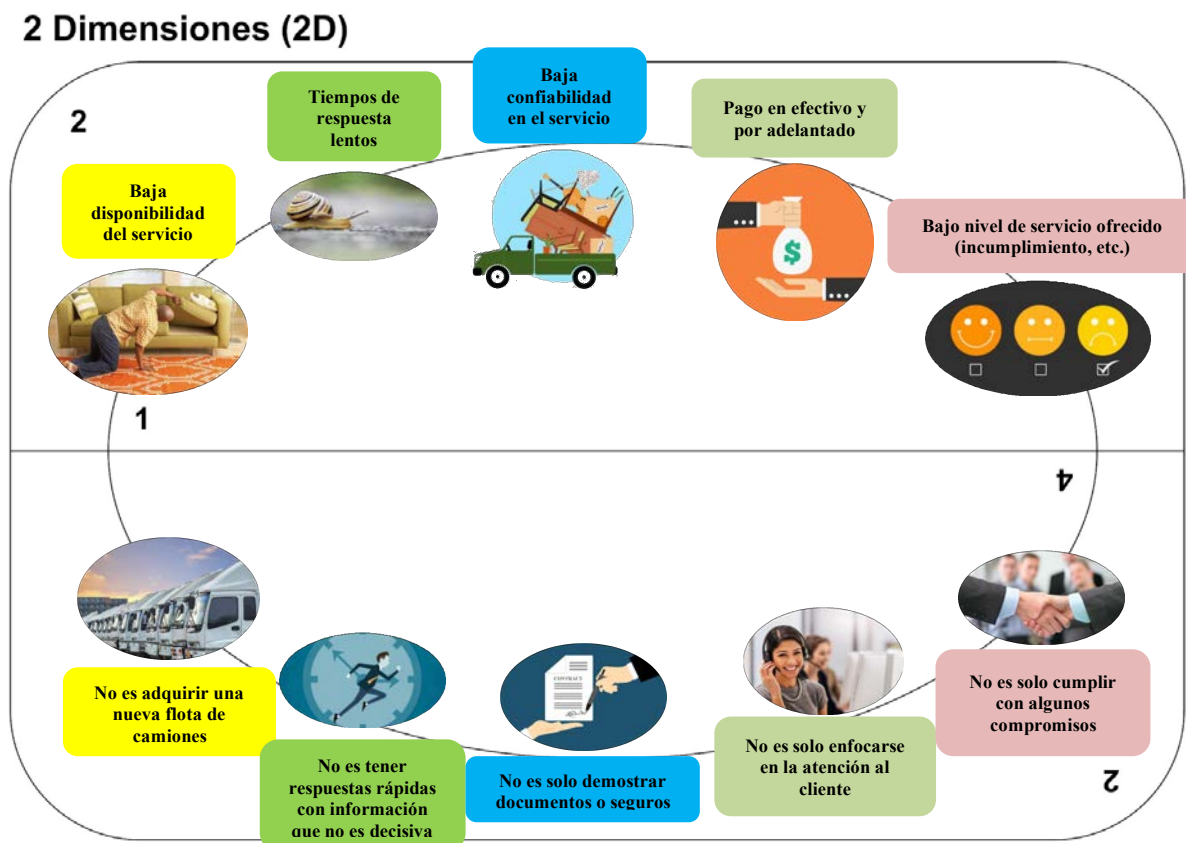 2 Dimensiones (2D)
2
Baja
disponibilidad
del servicio
Tiempos de
respuesta
lentos
Baja
confiabilidad
en el servicio
Pago en efectivo y
por adelantado
Bajo nivel de servicio ofrecido
(incumplimiento, etc.)
$
1
4
No es adquirir una
nueva flota de
camiones
No es tener
respuestas rápidas
con información
que no es decisiva
CONTRACT
No es solo demostrar
documentos o seguros
No es solo enfocarse
en la atención al
cliente
No es solo cumplir
con algunos
compromisos
2